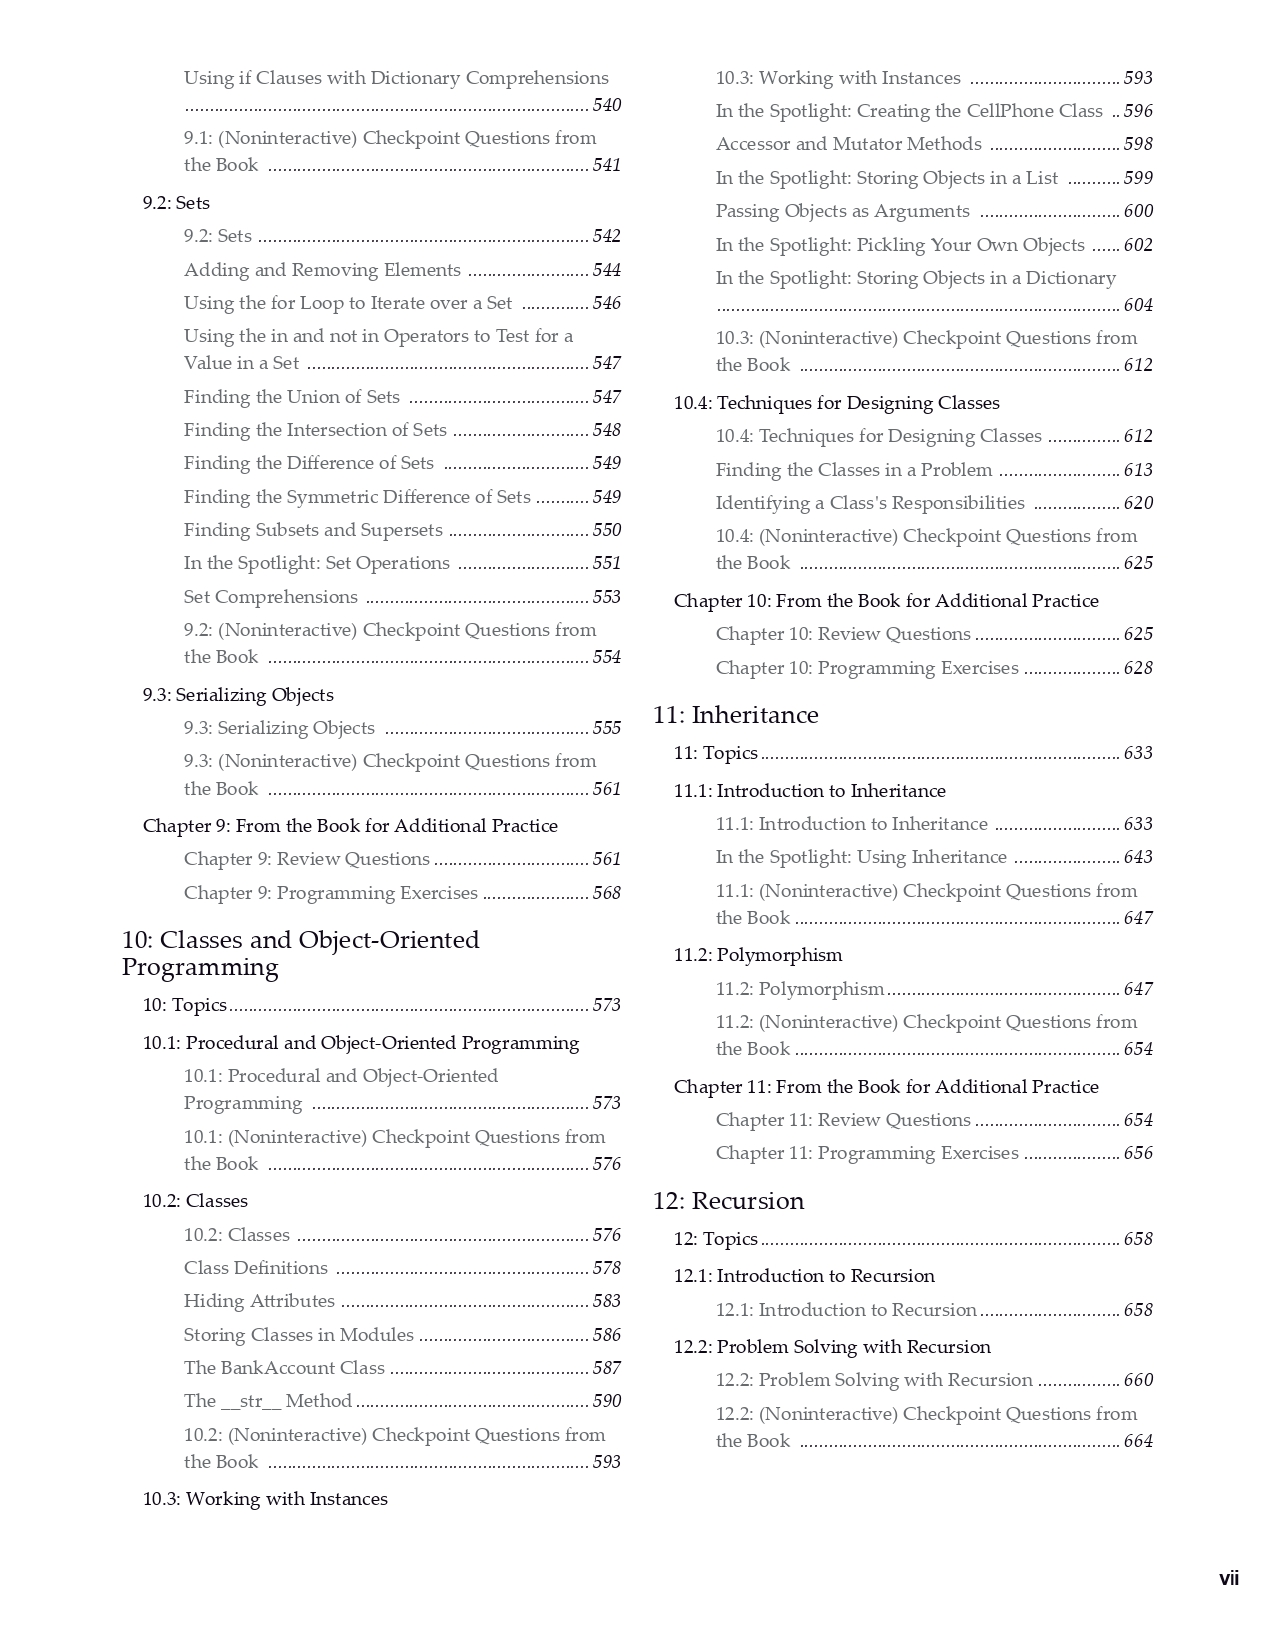 Using if Clauses with Dictionary Comprehensions
........................................................................................ 540
9.1: (Noninteractive) Checkpoint Questions from
the Book ...................................................................... 541
9.2: Sets
9.2: Sets ........................................................................ 542
Adding and Removing Elements .......................... 544
Using the for Loop to Iterate over a Set .............. 546
Using the in and not in Operators to Test for a
Value in a Set ............................................................. 547
Finding the Union of Sets ....................................... 547
Finding the Intersection of Sets ............................. 548
Finding the Difference of Sets ............................... 549
Finding the Symmetric Difference of Sets ........... 549
Finding Subsets and Supersets .............................. 550
In the Spotlight: Set Operations ............................ 551
Set Comprehensions ................................................ 553
9.2: (Noninteractive) Checkpoint Questions from
the Book ...................................................................... 554
9.3: Serializing Objects
9.3: Serializing Objects ............................................ 555
9.3: (Noninteractive) Checkpoint Questions from
the Book ...................................................................... 561
Chapter 9: From the Book for Additional Practice
Chapter 9: Review Questions ................................. 561
Chapter 9: Programming Exercises ...................... 568
10: Classes and Object-Oriented
Programming
10: Topics.............................................................................. 573
10.1: Procedural and Object-Oriented Programming
10.1: Procedural and Object-Oriented
Programming ............................................................ 573
10.1: (Noninteractive) Checkpoint Questions from
the Book ...................................................................... 576
10.2: Classes
10.2: Classes ............................................................... 576
Class Definitions ....................................................... 578
Hiding Attributes ..................................................... 583
Storing Classes in Modules .................................... 586
The BankAccount Class .......................................... 587
The __str__ Method .................................................. 590
10.2: (Noninteractive) Checkpoint Questions from
the Book ...................................................................... 593
10.3: Working with Instances
10.3: Working with Instances ................................ 593
In the Spotlight: Creating the CellPhone Class .. 596
Accessor and Mutator Methods ............................ 598
In the Spotlight: Storing Objects in a List ........... 599
Passing Objects as Arguments .............................. 600
In the Spotlight: Pickling Your Own Objects ...... 602
In the Spotlight: Storing Objects in a Dictionary
........................................................................................ 604
10.3: (Noninteractive) Checkpoint Questions from
the Book ...................................................................... 612
10.4: Techniques for Designing Classes
10.4: Techniques for Designing Classes ............... 612
Finding the Classes in a Problem .......................... 613
Identifying a Class's Responsibilities .................. 620
10.4: (Noninteractive) Checkpoint Questions from
the Book ...................................................................... 625
Chapter 10: From the Book for Additional Practice
Chapter 10: Review Questions ............................... 625
Chapter 10: Programming Exercises .................... 628
11: Inheritance
11: Topics.............................................................................. 633
11.1: Introduction to Inheritance
11.1: Introduction to Inheritance ........................... 633
In the Spotlight: Using Inheritance ...................... 643
11.1: (Noninteractive) Checkpoint Questions from
the Book ....................................................................... 647
11.2: Polymorphism
11.2: Polymorphism................................................... 647
11.2: (Noninteractive) Checkpoint Questions from
the Book ....................................................................... 654
Chapter 11: From the Book for Additional Practice
Chapter 11: Review Questions ............................... 654
Chapter 11: Programming Exercises .................... 656
12: Recursion
12: Topics.............................................................................. 658
12.1: Introduction to Recursion
12.1: Introduction to Recursion .............................. 658
12.2: Problem Solving with Recursion
12.2: Problem Solving with Recursion ................. 660
12.2: (Noninteractive) Checkpoint Questions from
the Book ...................................................................... 664
vii